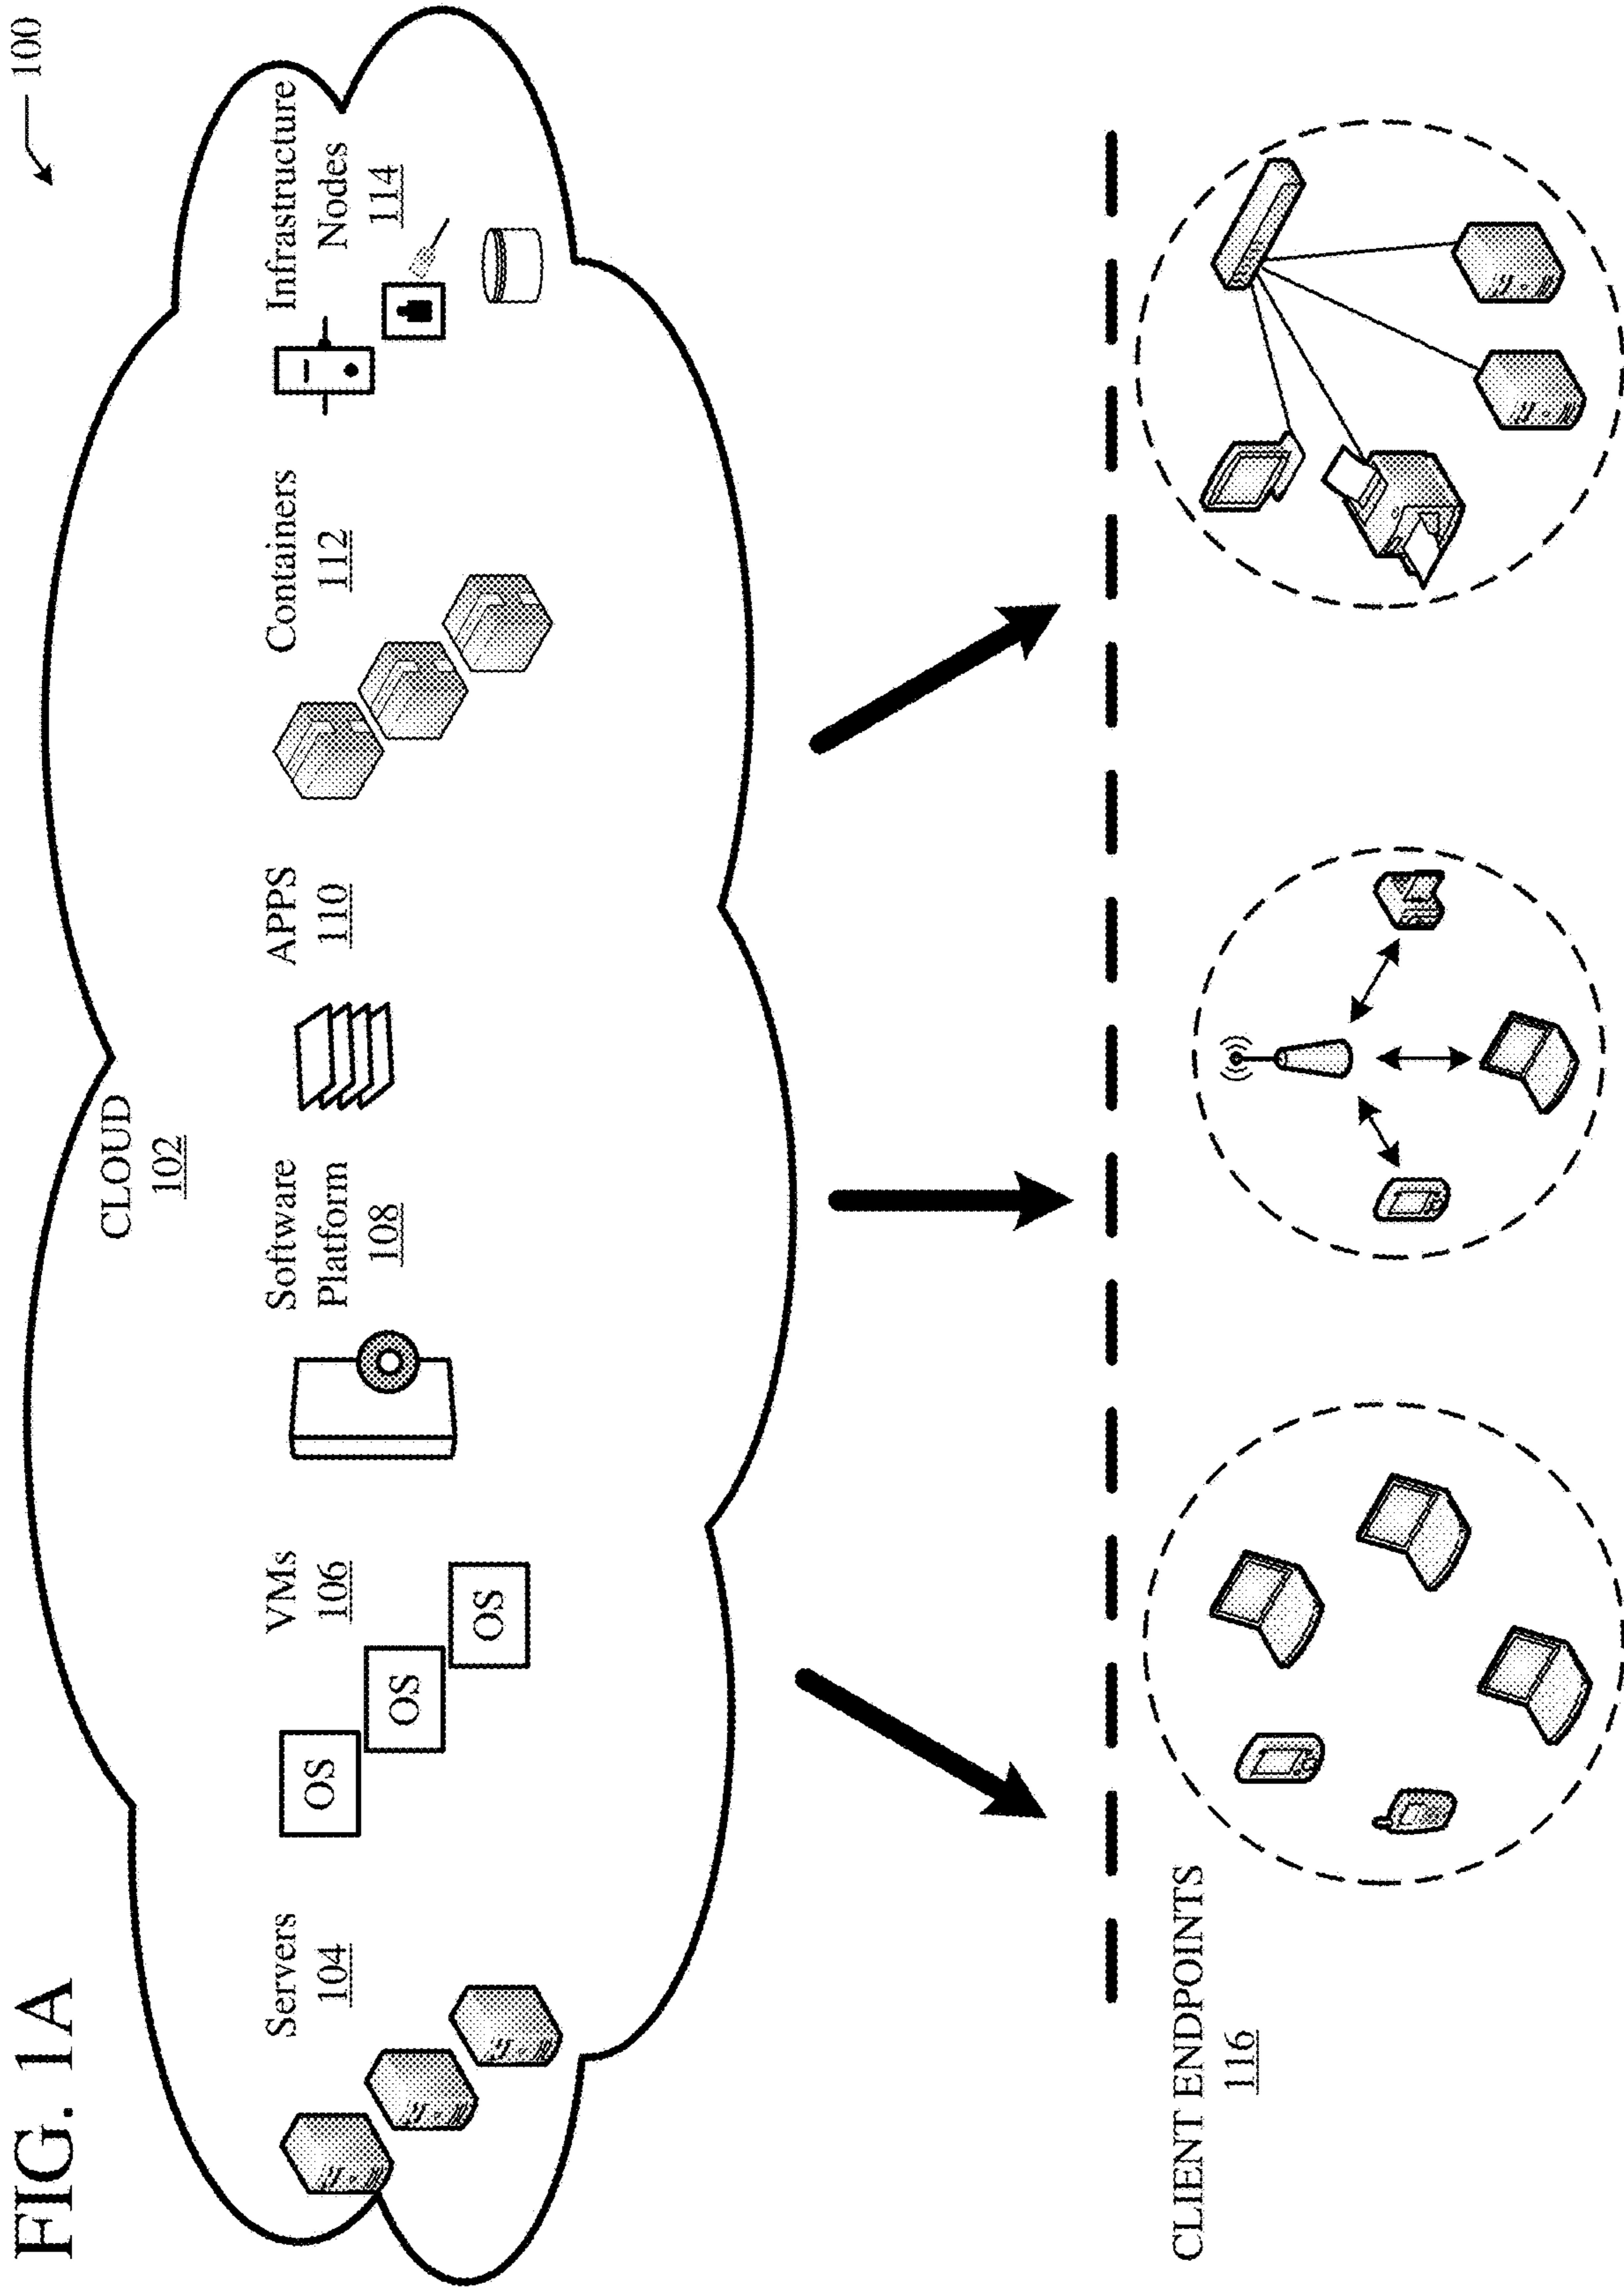 FIG. 1A
100
CLOUD
102
Servers
104
VMs
106
OS
OS
OS
Software
Platform
108
APPS
110
Containers
112
Infrastructure
Nodes
114
CLIENT ENDPOINTS
116